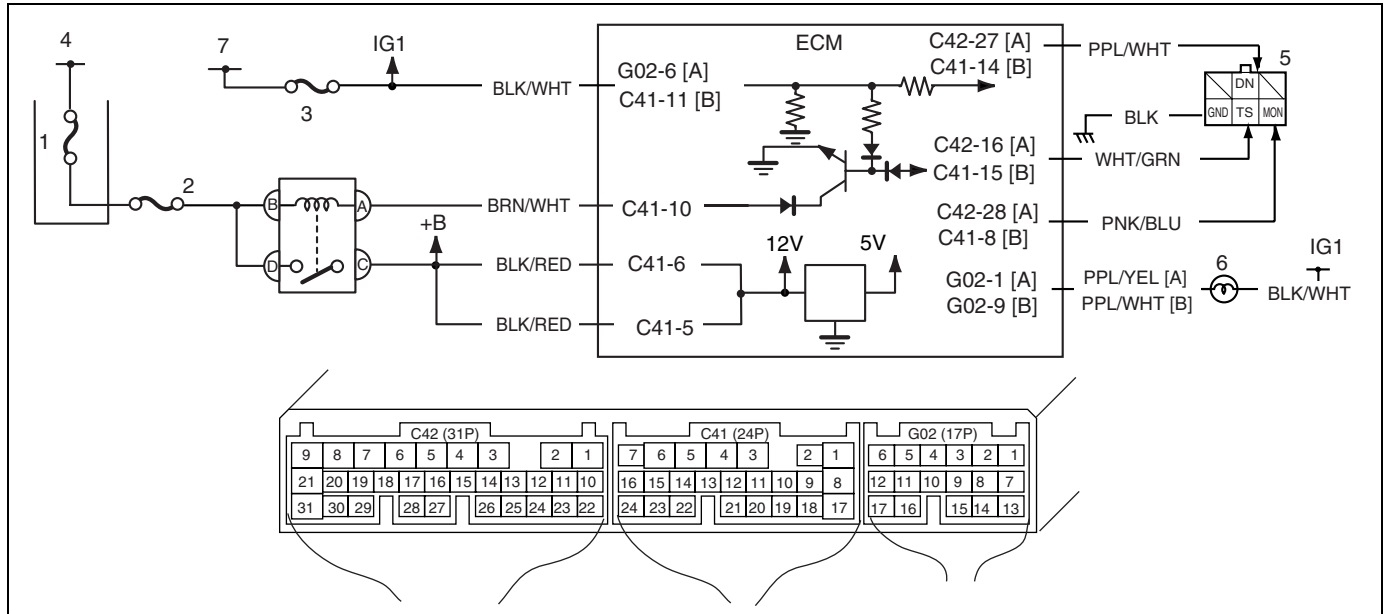 4
7
IG1
1
2
3
BLK/WHT
B
A
D
C
BRN/WHT
+B
BLK/RED
BLK/RED
ECM
G02-6 [A]
C41-11 [B]
C41-10
C41-6
C41-5
12V
5V
C42-27 [A]
C41-14 [B]
C42-16 [A]
C41-15 [B]
C42-28 [A]
C41-8 [B]
G02-1 [A]
G02-9 [B]
PPL/WHT
5
DN
GND TS MON
BLK
WHT/GRN
PNK/BLU
PPL/YEL [A]
PPL/WHT [B]
6
IG1
BLK/WHT
C42 (31P)
9 8 7 6 5 4 3 2 1
21 20 19 18 17 16 15 14 13 12 11 10
31 30 29 28 27 26 25 24 23 22
C41 (24P)
7 6 5 4 3 2 1
16 15 14 13 12 11 10 9 8
24 23 22 21 20 19 18 17
G02 (17P)
6 5 4 3 2 1
12 11 10 9 8 7
17 16 15 14 13